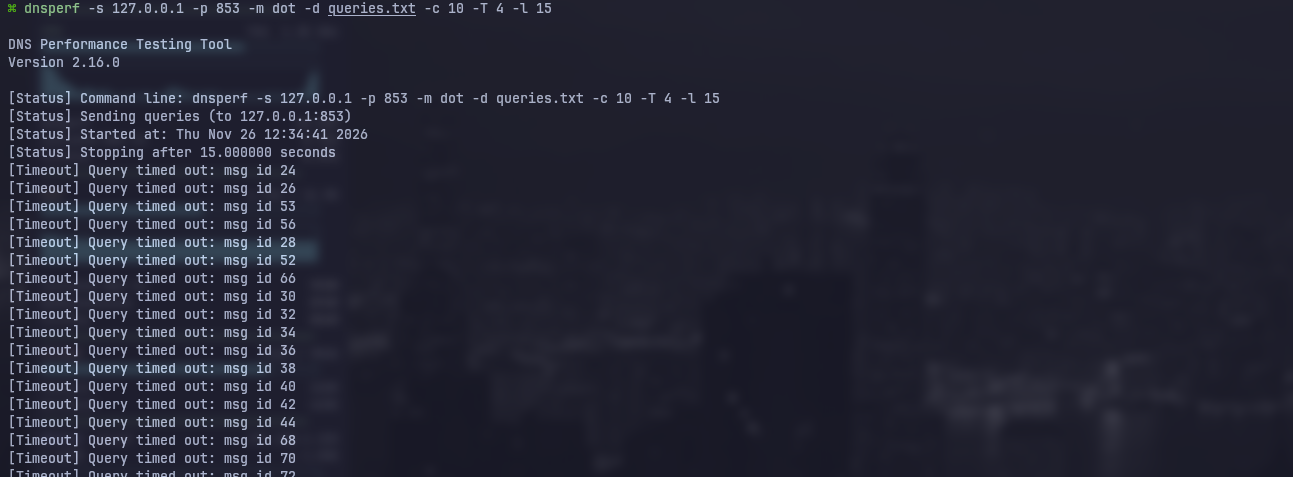 ⌘ dnsperf -s 127.0.0.1 -p 853 -m dot -d queries.txt -c 10 -T 4 -l 15
DNS Performance Testing Tool
Version 2.16.0
[Status] Command line: dnsperf -s 127.0.0.1 -p 853 -m dot -d queries.txt -c 10 -T 4 -l 15
[Status] Sending queries (to 127.0.0.1:853)
[Status] Started at: Thu Nov 26 12:34:41 2026
[Status] Stopping after 15.000000 seconds
[Timeout] Query timed out: msg id 24
[Timeout] Query timed out: msg id 26
[Timeout] Query timed out: msg id 53
[Timeout] Query timed out: msg id 56
[Timeout] Query timed out: msg id 28
[Timeout] Query timed out: msg id 52
[Timeout] Query timed out: msg id 66
[Timeout] Query timed out: msg id 30
[Timeout] Query timed out: msg id 32
[Timeout] Query timed out: msg id 34
[Timeout] Query timed out: msg id 36
[Timeout] Query timed out: msg id 38
[Timeout] Query timed out: msg id 40
[Timeout] Query timed out: msg id 42
[Timeout] Query timed out: msg id 44
[Timeout] Query timed out: msg id 68
[Timeout] Query timed out: msg id 70
[Timeout] Query timed out: msg id 72